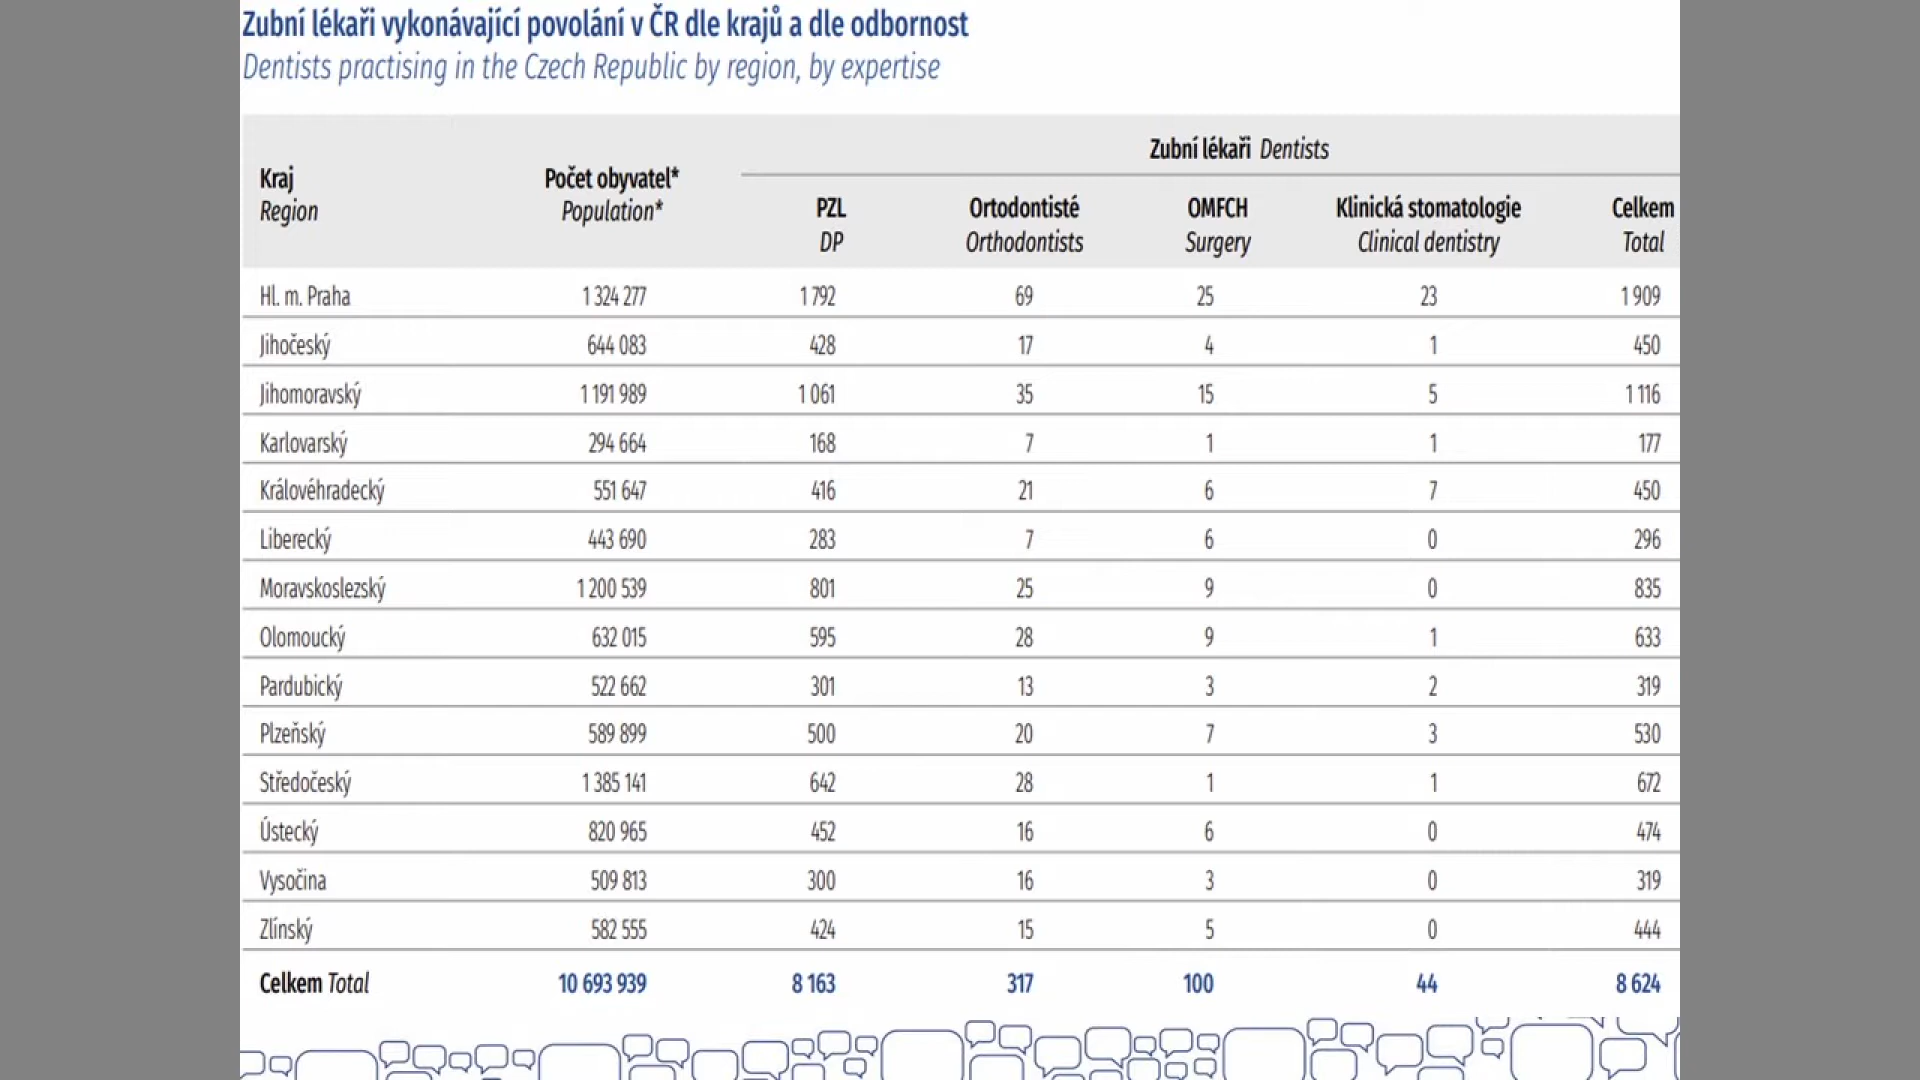 Zubní lékaři vykonávající povolání v ČR dle krajů a dle odbornost
Dentists practising in the Czech Republic by region, by expertise
Zubní lékaři Dentists
Kraj Počet obyvatel*
Region Population*
PZL Ortodontisté OMFCH Klinická stomatologie Celkem
DP Orthodontists Surgery Clinical dentistry Total
Hl. m. Praha 1 324 277 1 792 69 25 23 1 909
Jihočeský 644 083 428 17 4 1 450
Jihomoravský 1 191 989 1 061 35 15 5 1 116
Karlovarský 294 664 168 7 1 1 177
Královéhradecký 551 647 416 21 6 7 450
Liberecký 443 690 283 7 6 0 296
Moravskoslezský 1 200 539 801 25 9 0 835
Olomoucký 632 015 595 28 9 1 633
Pardubický 522 662 301 13 3 2 319
Plzeňský 589 899 500 20 7 3 530
Středočeský 1 385 141 642 28 1 1 672
Ústecký 820 965 452 16 6 0 474
Vysočina 509 813 300 16 3 0 319
Zlínský 582 555 424 15 5 0 444
Celkem Total 10 693 939 8 163 317 100 44 8 624